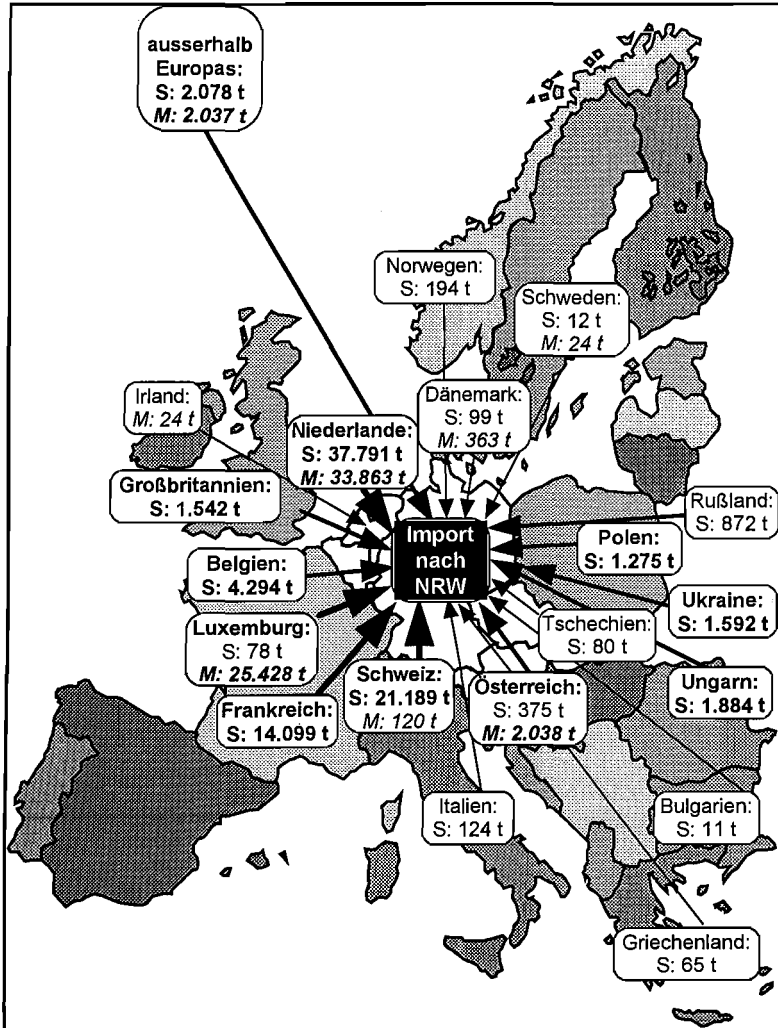 ausserhalb
Europas:
S: 2.078 t
M: 2.037 t
Norwegen:
S: 194 t
Schweden:
S: 12 t
M: 24 t
Irland:
M: 24 t
Dänemark:
S: 99 t
M: 363 t
Niederlande:
S: 37.791 t
M: 33.863 t
Großbritannien:
S: 1.542 t
Rußland:
S: 872 t
Import
nach
NRW
Polen:
S: 1.275 t
Belgien:
S: 4.294 t
Ukraine:
S: 1.592 t
Luxemburg:
S: 78 t
M: 25.428 t
Tschechien:
S: 80 t
Schweiz:
S: 21.189 t
M: 120 t
Österreich:
S: 375 t
M: 2.038 t
Ungarn:
S: 1.884 t
Frankreich:
S: 14.099 t
Italien:
S: 124 t
Bulgarien:
S: 11 t
Griechenland:
S: 65 t